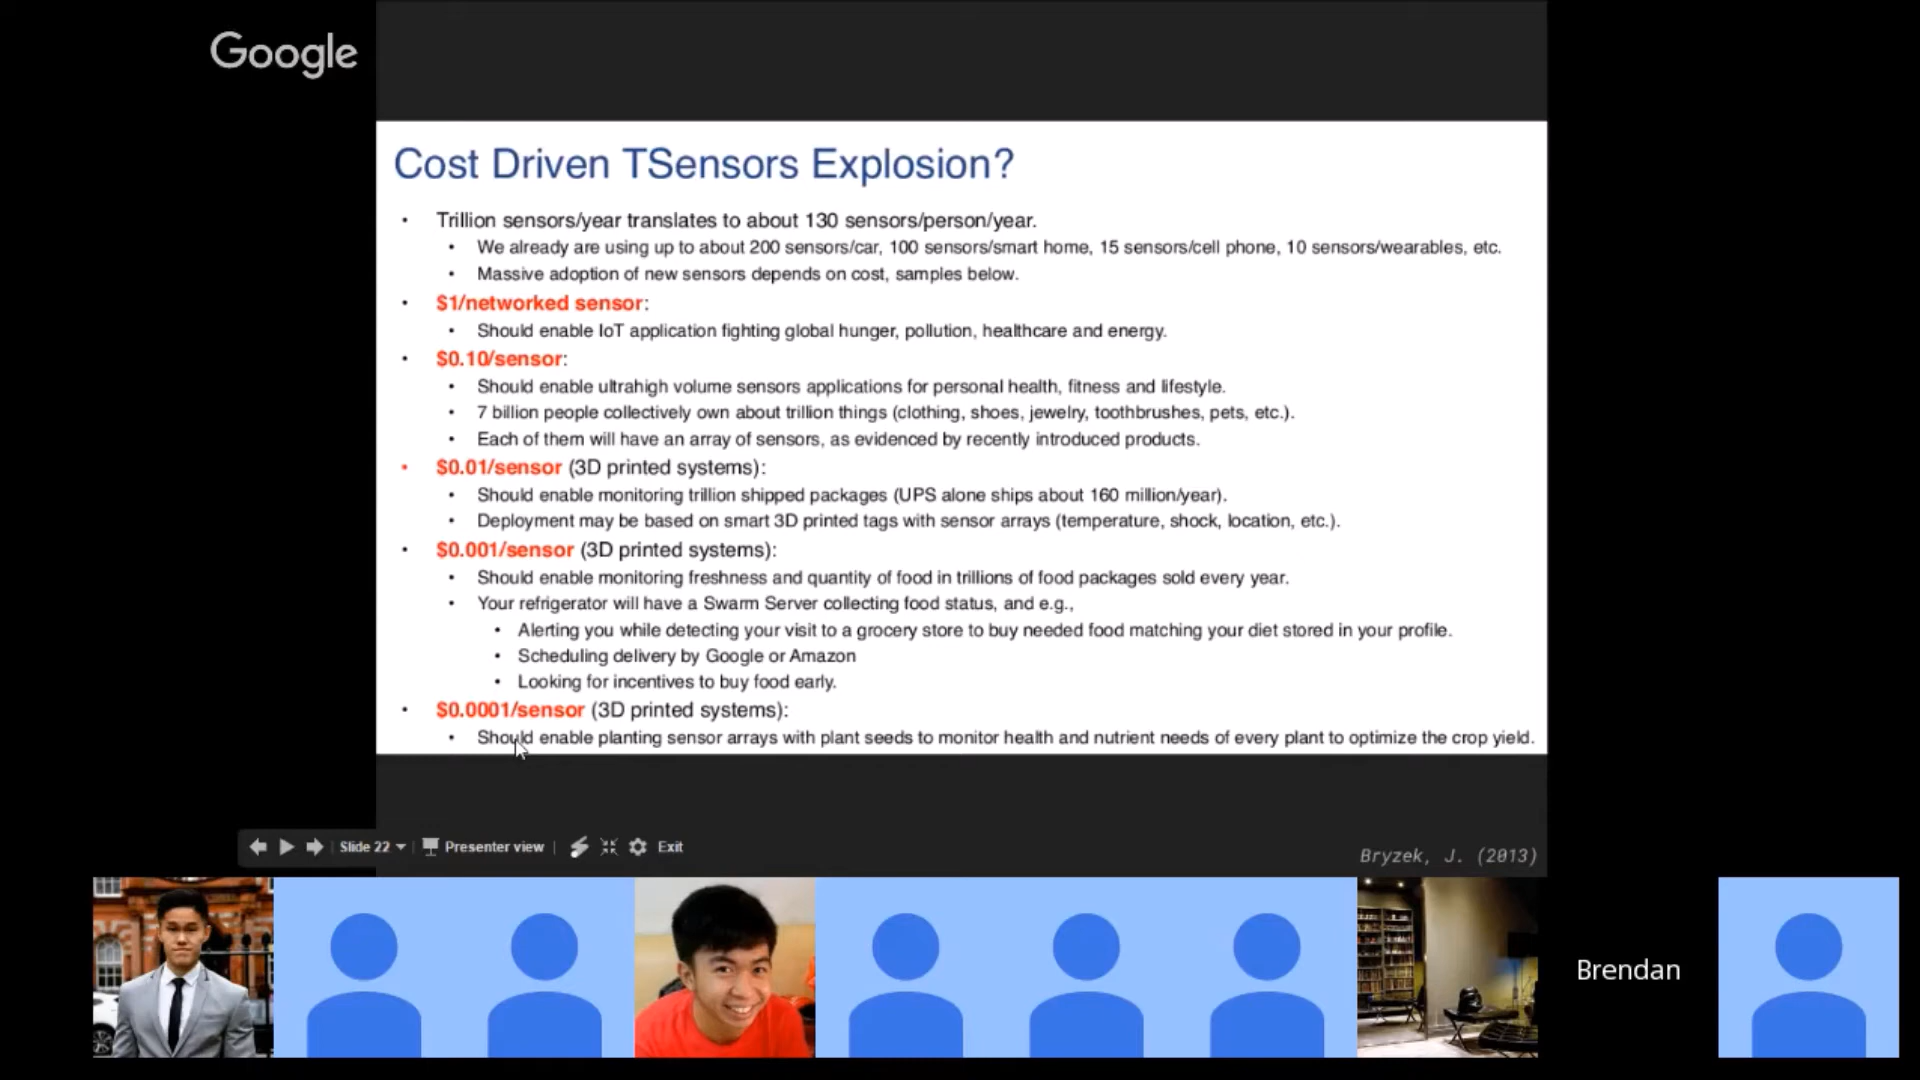 Google
Cost Driven TSensors Explosion?
• Trillion sensors/year translates to about 130 sensors/person/year.
• We already are using up to about 200 sensors/car, 100 sensors/smart home, 15 sensors/cell phone, 10 sensors/wearables, etc.
• Massive adoption of new sensors depends on cost, samples below.
• $1/networked sensor:
• Should enable IoT application fighting global hunger, pollution, healthcare and energy.
• $0.10/sensor:
• Should enable ultrahigh volume sensors applications for personal health, fitness and lifestyle.
• 7 billion people collectively own about trillion things (clothing, shoes, jewelry, toothbrushes, pets, etc.).
• Each of them will have an array of sensors, as evidenced by recently introduced products.
• $0.01/sensor (3D printed systems):
• Should enable monitoring trillion shipped packages (UPS alone ships about 160 million/year).
• Deployment may be based on smart 3D printed tags with sensor arrays (temperature, shock, location, etc.).
• $0.001/sensor (3D printed systems):
• Should enable monitoring freshness and quantity of food in trillions of food packages sold every year.
• Your refrigerator will have a Swarm Server collecting food status, and e.g.,
• Alerting you while detecting your visit to a grocery store to buy needed food matching your diet stored in your profile.
• Scheduling delivery by Google or Amazon
• Looking for incentives to buy food early.
• $0.0001/sensor (3D printed systems):
• Should enable planting sensor arrays with plant seeds to monitor health and nutrient needs of every plant to optimize the crop yield.
Slide 22 Presenter view Exit
Bryzek, J. (2013)
Brendan